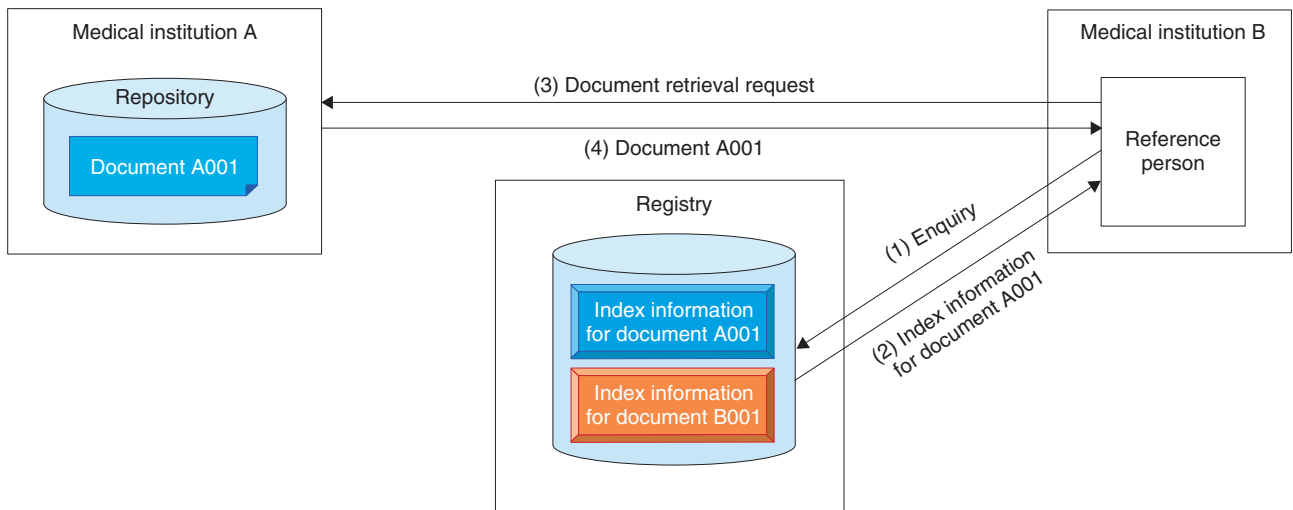 Medical institution A
Repository
Document A001
Medical institution B
Reference
person
(3) Document retrieval request
(4) Document A001
Registry
Index information
for document A001
Index information
for document B001
(1) Enquiry
(2) Index information
for document A001